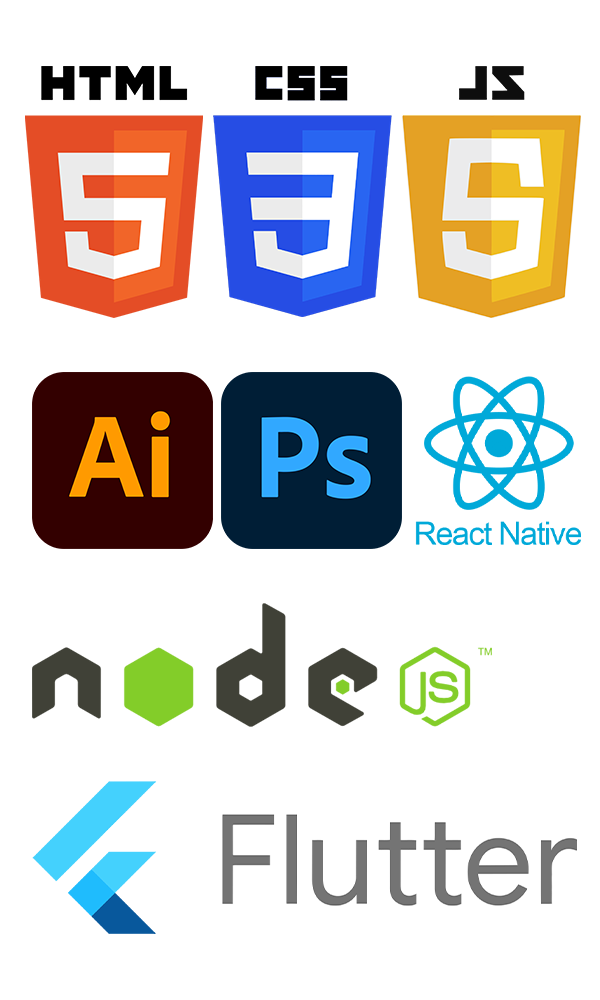 HTML CSS JS
5 3 5
Ai Ps
React Native
node JS ™
Flutter